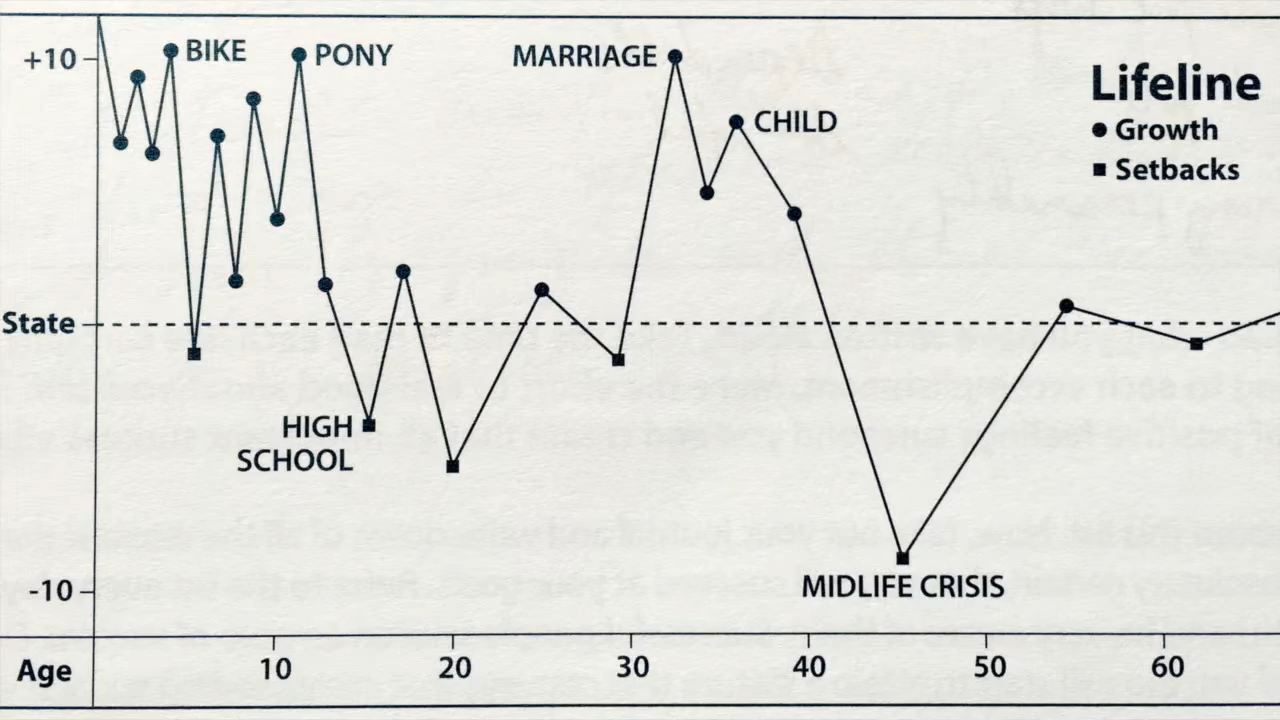 +10
BIKE
PONY
MARRIAGE
CHILD
Lifeline
Growth
Setbacks
State
HIGH
SCHOOL
-10
MIDLIFE CRISIS
Age
10
20
30
40
50
60